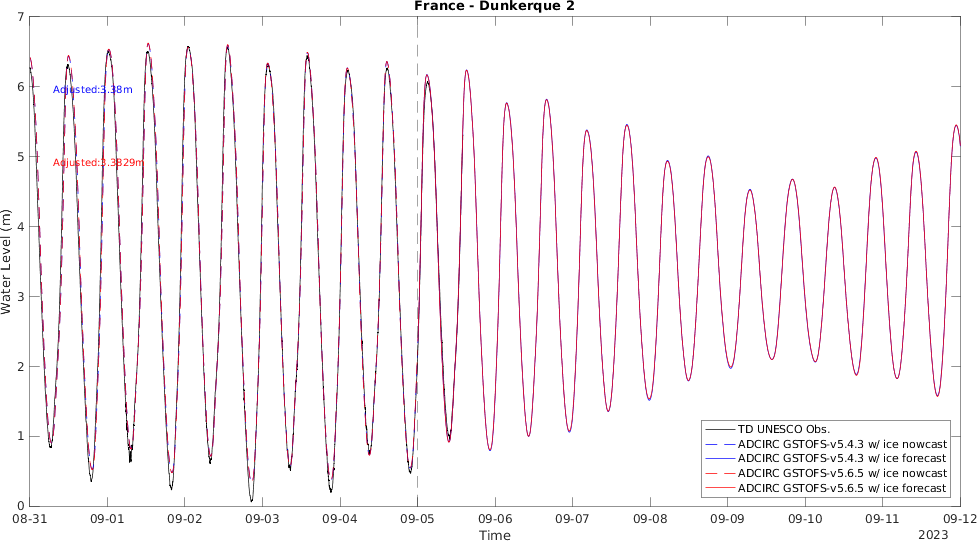 France - Dunkerque 2
7
6
5
4
3
2
1
0
Water Level (m)
Adjusted:3.38m
Adjusted:3.3829m
TD UNESCO Obs.
ADCIRC GSTOFS-v5.4.3 w/ ice nowcast
ADCIRC GSTOFS-v5.4.3 w/ ice forecast
ADCIRC GSTOFS-v5.6.5 w/ ice nowcast
ADCIRC GSTOFS-v5.6.5 w/ ice forecast
08-31 09-01 09-02 09-03 09-04 09-05 09-06 09-07 09-08 09-09 09-10 09-11 09-12
Time
2023